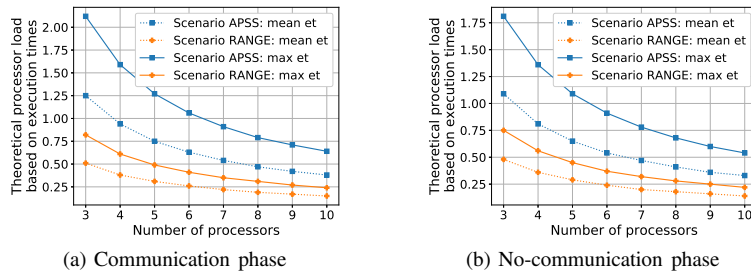 Theoretical processor load
based on execution times
2.00
1.75
1.50
1.25
1.00
0.75
0.50
0.25
Scenario APSS: mean et
Scenario RANGE: mean et
Scenario APSS: max et
Scenario RANGE: max et
3 4 5 6 7 8 9 10
Number of processors
(a) Communication phase
Theoretical processor load
based on execution times
1.75
1.50
1.25
1.00
0.75
0.50
0.25
Scenario APSS: mean et
Scenario RANGE: mean et
Scenario APSS: max et
Scenario RANGE: max et
3 4 5 6 7 8 9 10
Number of processors
(b) No-communication phase